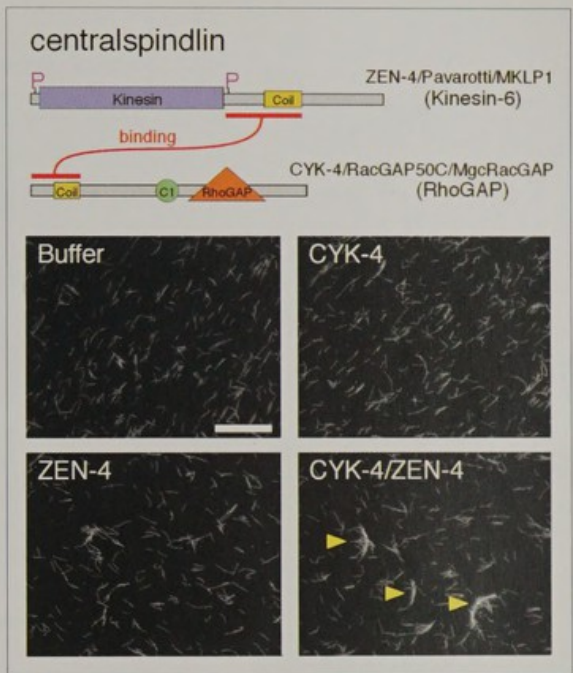 centralspindlin
P
P
Kinesin
Coil
ZEN-4/Pavarotti/MKLP1
(Kinesin-6)
binding
CYK-4/RacGAP50C/MgcRacGAP
(RhoGAP)
Coil
C1
RhoGAP
Buffer
CYK-4
ZEN-4
CYK-4/ZEN-4